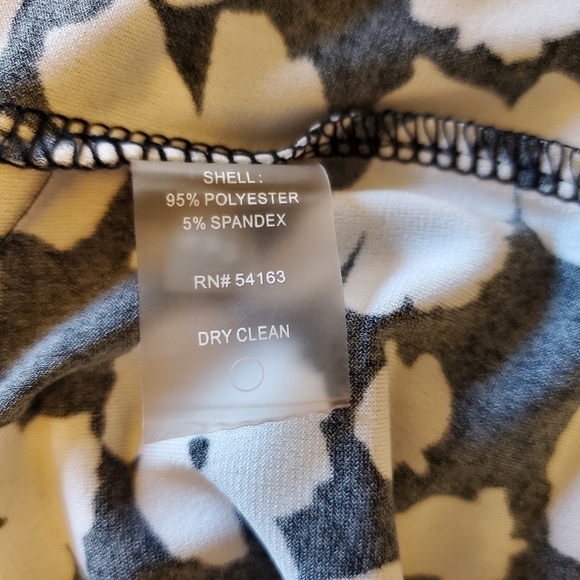 SHELL:
95% POLYESTER
5% SPANDEX
RN# 54163
DRY CLEAN